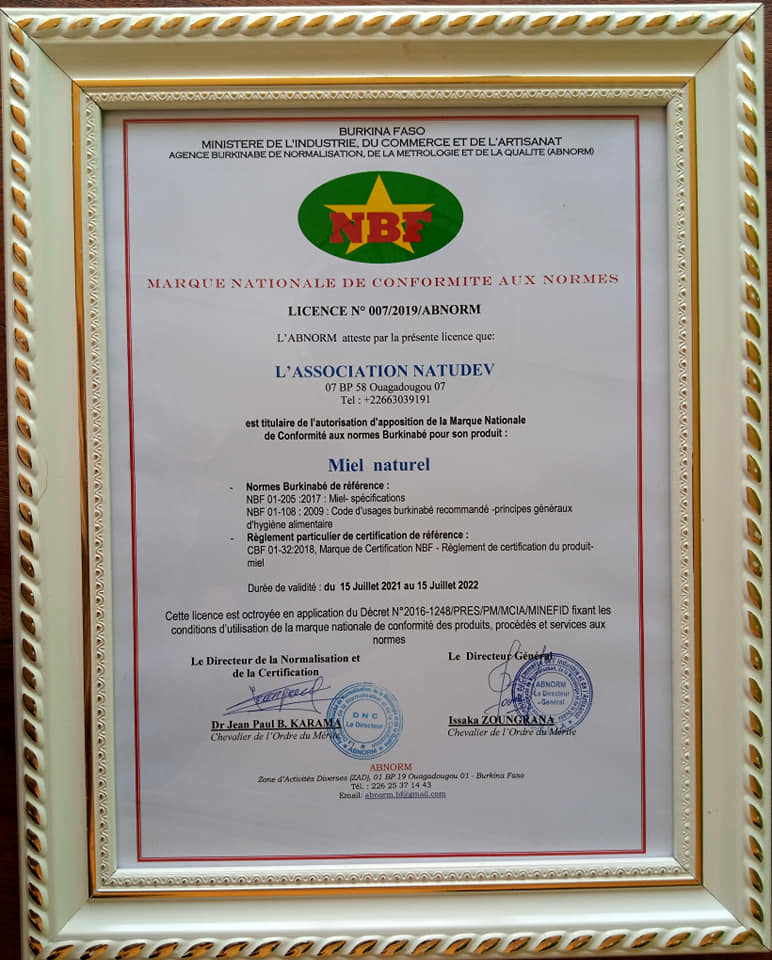 BURKINA FASO
MINISTERE DE L'INDUSTRIE, DU COMMERCE ET DE L'ARTISANAT
AGENCE BURKINABE DE NORMALISATION, DE LA METROLOGIE ET DE LA QUALITE (ABNORM)
NBF
MARQUE NATIONALE DE CONFORMITE AUX NORMES
LICENCE N° 007/2019/ABNORM
L'ABNORM atteste par la présente licence que:
L'ASSOCIATION NATUDEV
07 BP 58 Ouagadougou 07
Tel : +22663039191
est titulaire de l'autorisation d'apposition de la Marque Nationale
de Conformité aux normes Burkinabé pour son produit :
Miel naturel
- Normes Burkinabé de référence :
NBF 01-205 :2017 : Miel- spécifications
NBF 01-108 : 2009 : Code d'usages burkinabè recommandé -principes généraux
d'hygiène alimentaire
- Règlement particulier de certification de référence :
CBF 01-32:2018, Marque de Certification NBF - Règlement de certification du produit-
miel
Durée de validité : du 15 Juillet 2021 au 15 Juillet 2022
Cette licence est octroyée en application du Décret N°2016-1248/PRES/PM/MCIA/MINEFID fixant les
conditions d'utilisation de la marque nationale de conformité des produits, procédés et services aux
normes
Le Directeur de la Normalisation et
de la Certification
Dr Jean Paul B. KARAMA
Chevalier de l'Ordre du Mérite
DNC
Le Directeur
ABNORM
Le Directeur Général
ABNORM
Le Directeur
Général
Issaka ZOUNGRANA
Chevalier de l'Ordre du Mérite
ABNORM
Zone d'Activités Diverses (ZAD), 01 BP 19 Ouagadougou 01 - Burkina Faso
Tél. : 226 25 37 14 43
Email: abnorm.bf@gmail.com